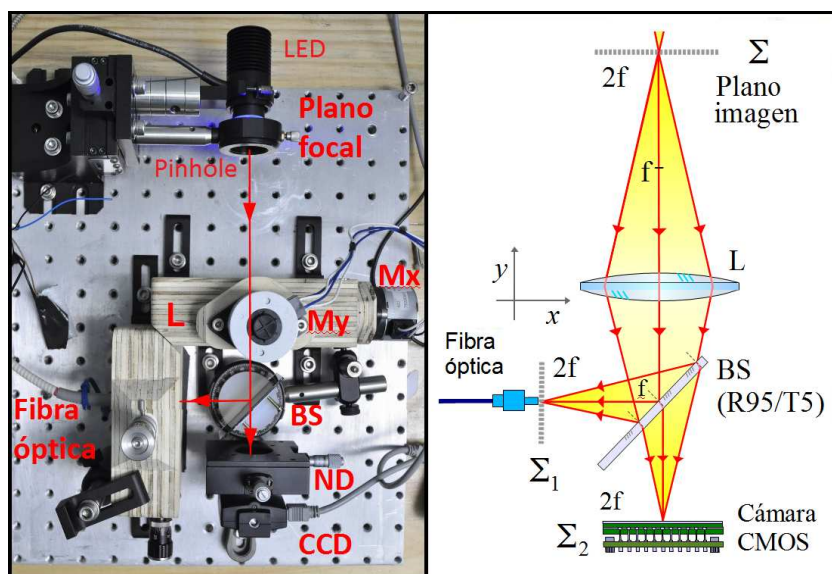 LED
Plano
focal
Pinhole
L
Mx
My
Fibra
óptica
BS
ND
CCD
Σ
2f
Plano
imagen
f
L
y
x
Fibra
óptica
2f
f
BS
(R95/T5)
Σ1
2f
Σ2
Cámara
CMOS